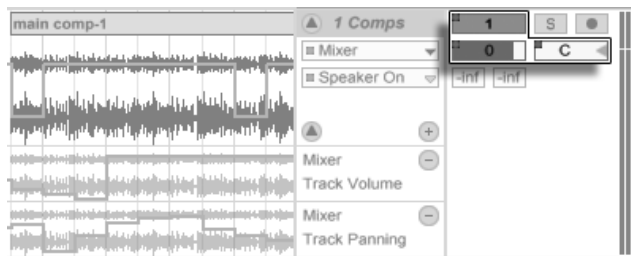 main comp-1
1 Comps
1
S
Mixer
0
C
Speaker On
-inf
-inf
Mixer
Track Volume
Mixer
Track Panning